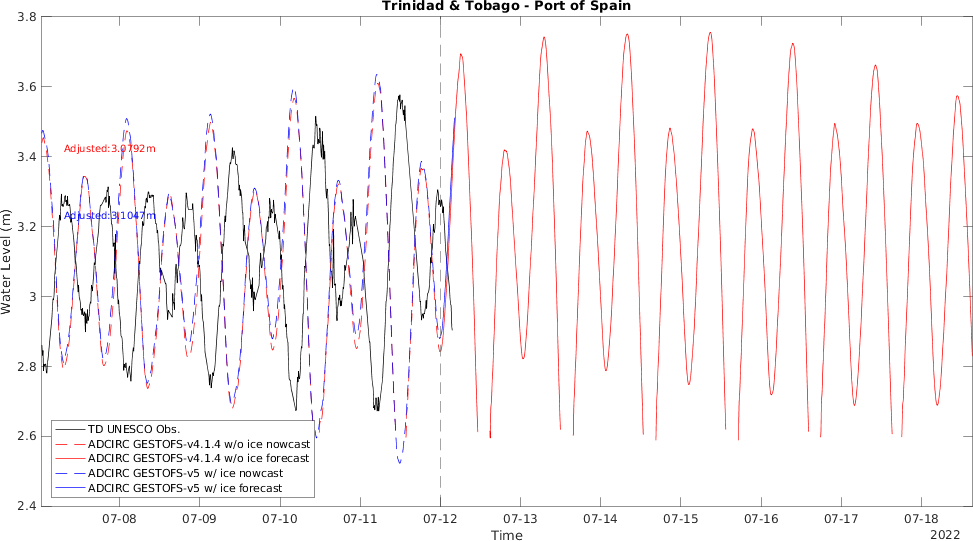 Trinidad & Tobago - Port of Spain
3.8
3.6
3.4
3.2
3
2.8
2.6
2.4
Water Level (m)
Adjusted:3.0792m
Adjusted:3.1047m
TD UNESCO Obs.
ADCIRC GESTOFS-v4.1.4 w/o ice nowcast
ADCIRC GESTOFS-v4.1.4 w/o ice forecast
ADCIRC GESTOFS-v5 w/ ice nowcast
ADCIRC GESTOFS-v5 w/ ice forecast
07-08 07-09 07-10 07-11 07-12 07-13 07-14 07-15 07-16 07-17 07-18
Time
2022